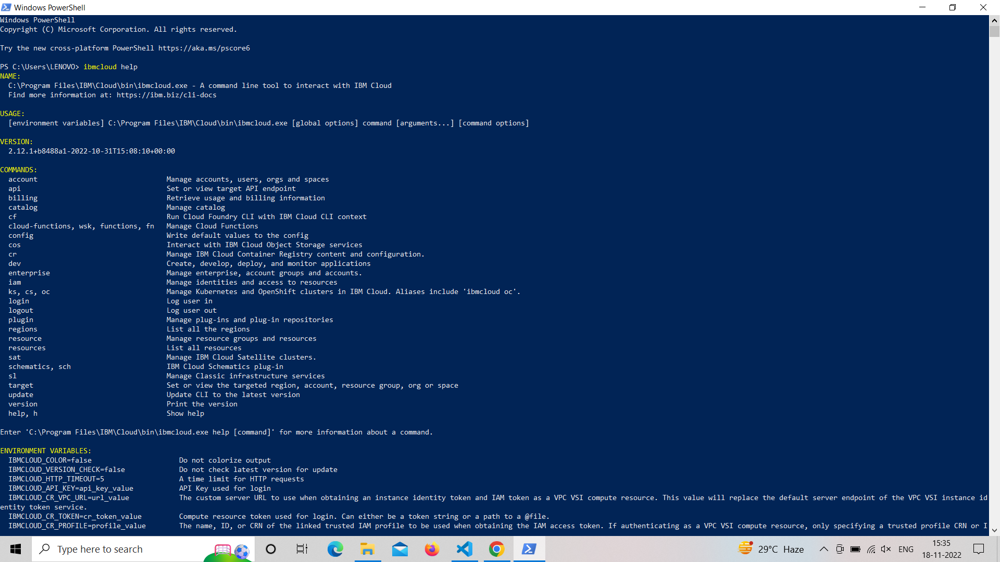 Windows PowerShell
Windows PowerShell
Copyright (C) Microsoft Corporation. All rights reserved.
Try the new cross-platform PowerShell https://aka.ms/pscore6
PS C:\Users\LENOVO> ibmcloud help
NAME:
C:\Program Files\IBM\Cloud\bin\ibmcloud.exe - A command line tool to interact with IBM Cloud
Find more information at: https://ibm.biz/cli-docs
USAGE:
[environment variables] C:\Program Files\IBM\Cloud\bin\ibmcloud.exe [global options] command [arguments...] [command options]
VERSION:
2.12.1+b8488a1-2022-10-31T15:08:10+00:00
COMMANDS:
account Manage accounts, users, orgs and spaces
api Set or view target API endpoint
billing Retrieve usage and billing information
catalog Manage catalog
cf Run Cloud Foundry CLI with IBM Cloud CLI context
cloud-functions, wsk, functions, fn Manage Cloud Functions
config Write default values to the config
cos Interact with IBM Cloud Object Storage services
cr Manage IBM Cloud Container Registry content and configuration.
dev Create, develop, deploy, and monitor applications
enterprise Manage enterprise, account groups and accounts.
iam Manage identities and access to resources
ks, cs, oc Manage Kubernetes and OpenShift clusters in IBM Cloud. Aliases include 'ibmcloud oc'.
login Log user in
logout Log user out
plugin Manage plug-ins and plug-in repositories
regions List all the regions
resource Manage resource groups and resources
resources List all resources
sat Manage IBM Cloud Satellite clusters.
schematics, sch IBM Cloud Schematics plug-in
sl Manage Classic infrastructure services
target Set or view the targeted region, account, resource group, org or space
update Update CLI to the latest version
version Print the version
help, h Show help
Enter 'C:\Program Files\IBM\Cloud\bin\ibmcloud.exe help [command]' for more information about a command.
ENVIRONMENT VARIABLES:
IBMCLOUD_COLOR=false Do not colorize output
IBMCLOUD_VERSION_CHECK=false Do not check latest version for update
IBMCLOUD_HTTP_TIMEOUT=5 A time limit for HTTP requests
IBMCLOUD_API_KEY=api_key_value API Key used for login
IBMCLOUD_CR_VPC_URL=url_value The custom server URL to use when obtaining an instance identity token and IAM token as a VPC VSI compute resource. This value will replace the default server endpoint of the VPC VSI instance id
entity token service.
IBMCLOUD_CR_TOKEN=cr_token_value Compute resource token used for login. Can either be a token string or a path to a @file.
IBMCLOUD_CR_PROFILE=profile_value The name, ID, or CRN of the linked trusted IAM profile to be used when obtaining the IAM access token. If authenticating as a VPC VSI compute resource, only specifying a trusted profile CRN or I
Type here to search
29°C Haze
ENG
15:35
18-11-2022